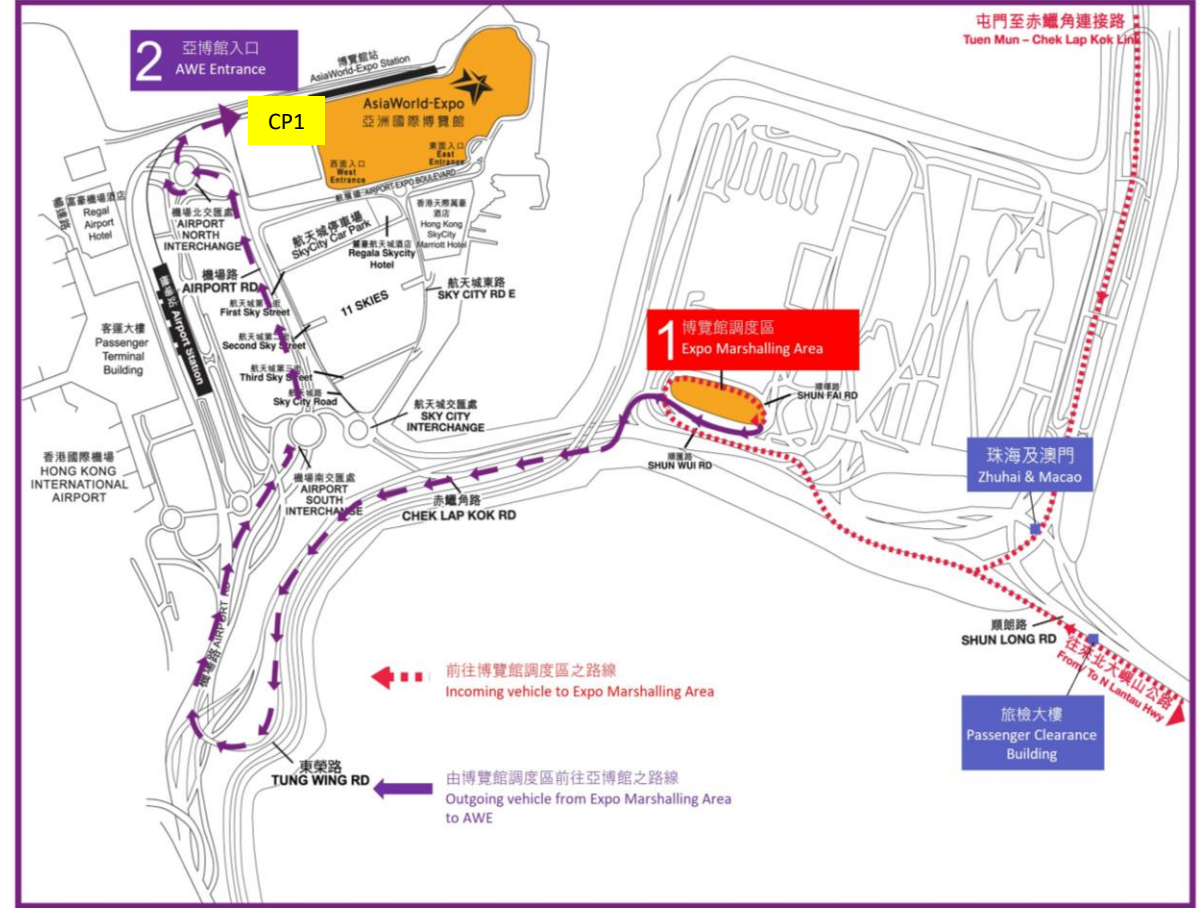 屯門至赤鱲角連接路
Tuen Mun – Chek Lap Kok Link
2
亞博館入口
AWE Entrance
博覽館站
AsiaWorld-Expo Station
CP1
AsiaWorld-Expo
亞洲國際博覽館
東面入口
East
Entrance
西面入口
West
Entrance
航展道 AIRPORT EXPO BOULEVARD
暢達路
富豪機場酒店
Regal
Airport
Hotel
機場北交匯處
AIRPORT
NORTH
INTERCHANGE
航天城停車場
SkyCity Car Park
麗豪航天城酒店
Regala Skycity
Hotel
香港天際萬豪
酒店
Hong Kong
SkyCity
Marriott Hotel
機場路
AIRPORT RD
航天城東路
SKY CITY RD E
機場站 Airport Station
First Sky Street
11 SKIES
Second Sky Street
客運大樓
Passenger
Terminal
Building
航天城第三街
Third Sky Street
航天城路
Sky City Road
航天城交匯處
SKY CITY
INTERCHANGE
1
博覽館調度區
Expo Marshalling Area
順暉路
SHUN FAI RD
順匯路
SHUN WUI RD
香港國際機場
HONG KONG
INTERNATIONAL
AIRPORT
機場南交匯處
AIRPORT
SOUTH
INTERCHANGE
赤鱲角路
CHEK LAP KOK RD
珠海及澳門
Zhuhai & Macao
機場路 AIRPORT RD
順朗路
SHUN LONG RD
往來北大嶼山公路
From/ To N Lantau Hwy
前往博覽館調度區之路線
Incoming vehicle to Expo Marshalling Area
旅檢大樓
Passenger Clearance
Building
東榮路
TUNG WING RD
由博覽館調度區前往亞博館之路線
Outgoing vehicle from Expo Marshalling Area
to AWE